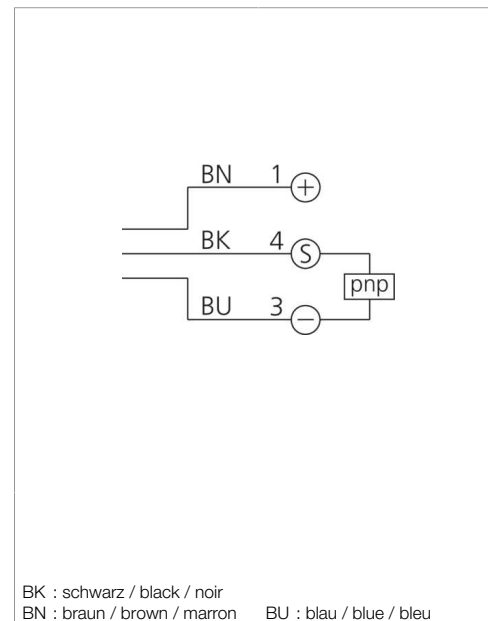 BN 1 +
BK 4 S
pnp
BU 3 −
BK : schwarz / black / noir
BN : braun / brown / marron BU : blau / blue / bleu